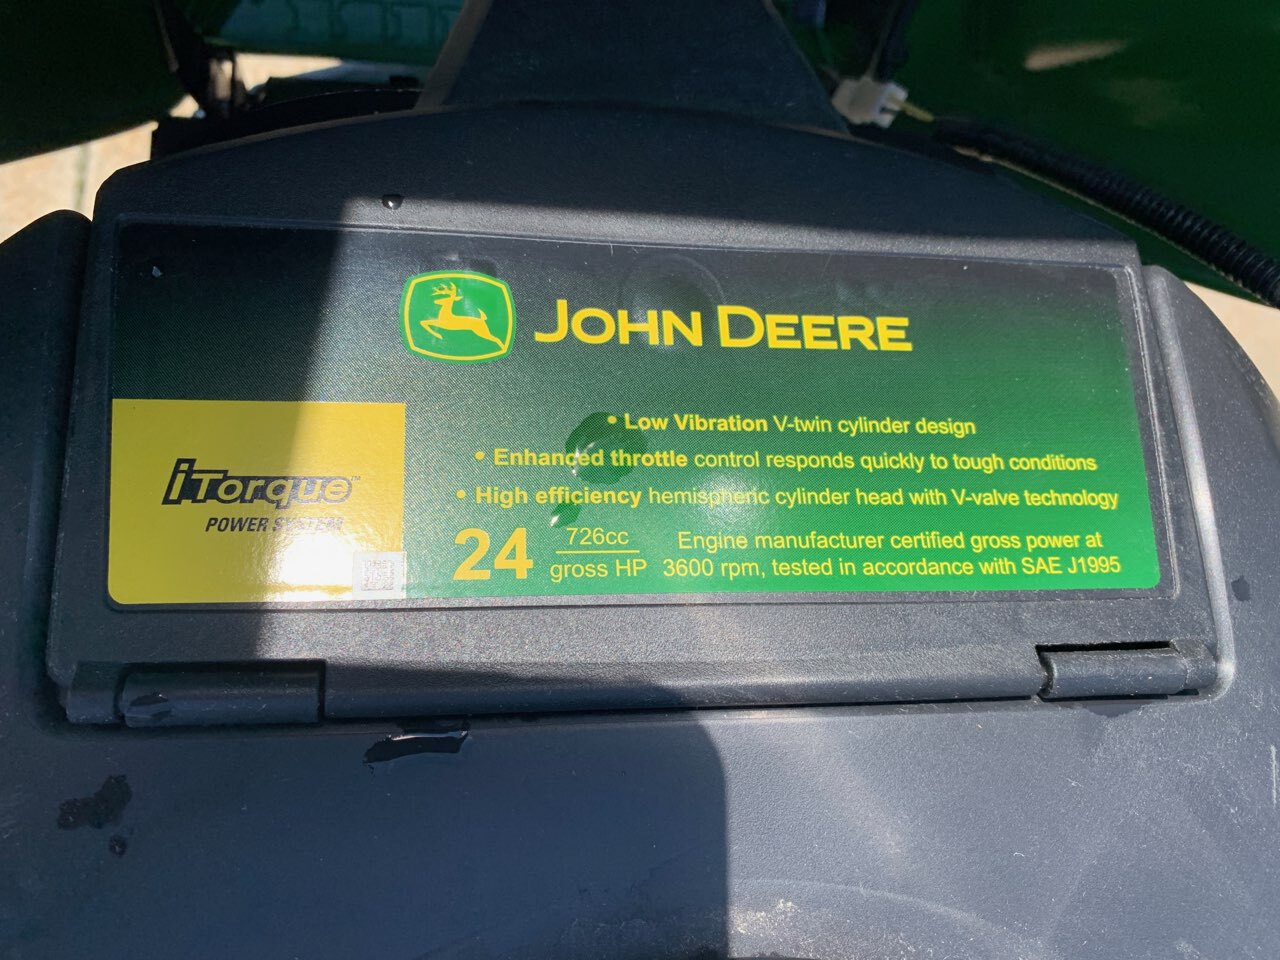 JOHN DEERE
• Low Vibration V-twin cylinder design
• Enhanced throttle control responds quickly to tough conditions
• High efficiency hemispheric cylinder head with V-valve technology
iTorque™
POWER SYSTEM
24 726cc
gross HP
Engine manufacturer certified gross power at
3600 rpm, tested in accordance with SAE J1995